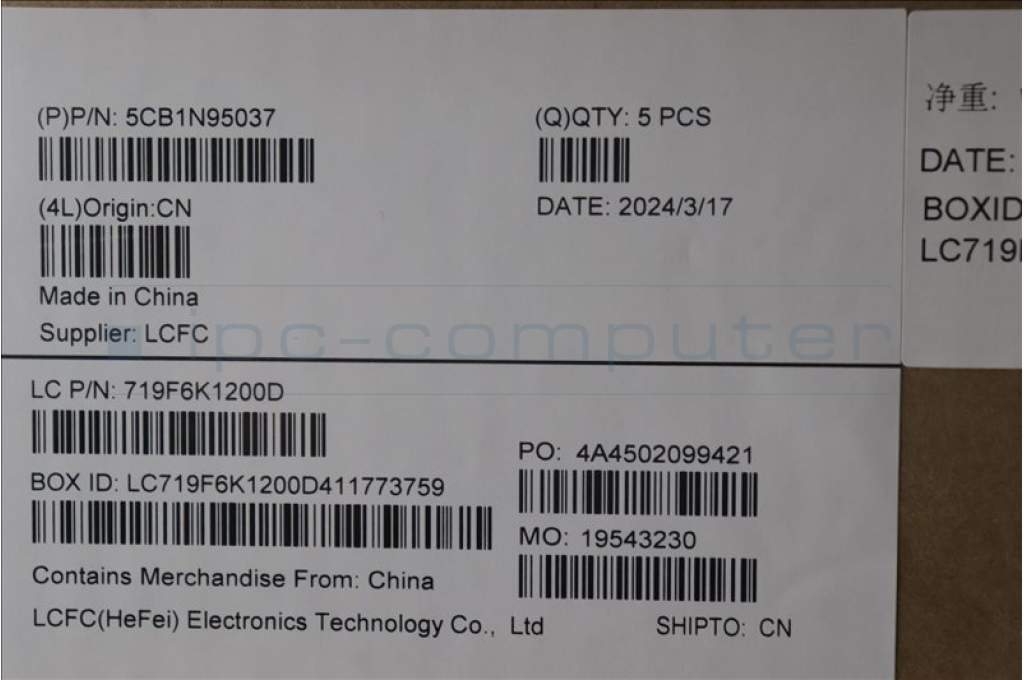 (P)P/N: 5CB1N95037
(Q)QTY: 5 PCS
(4L)Origin:CN
DATE: 2024/3/17
Made in China
Supplier: LCFC
ipc-computer
LC P/N: 719F6K1200D
PO: 4A4502099421
BOX ID: LC719F6K1200D411773759
MO: 19543230
Contains Merchandise From: China
LCFC(HeFei) Electronics Technology Co., Ltd
SHIPTO: CN
净重:
DATE:
BOXID
LC719